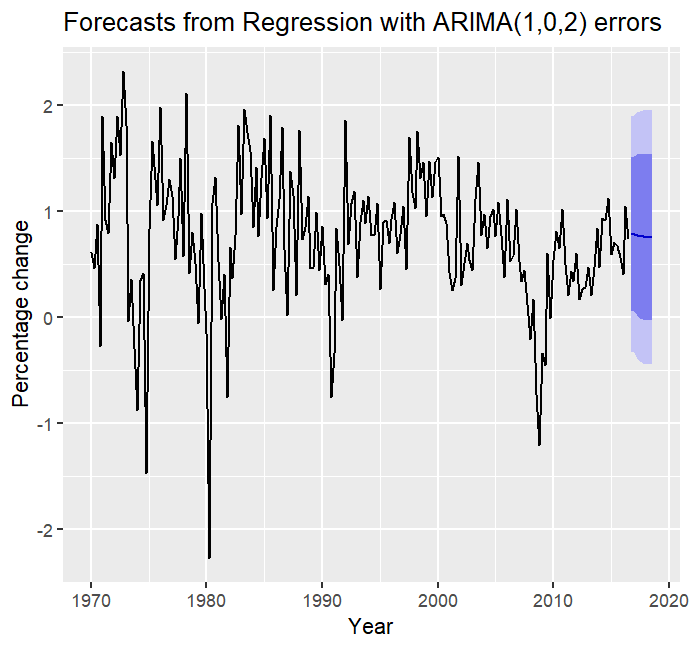 Forecasts from Regression with ARIMA(1,0,2) errors
Percentage change
2
1
0
-1
-2
1970 1980 1990 2000 2010 2020
Year